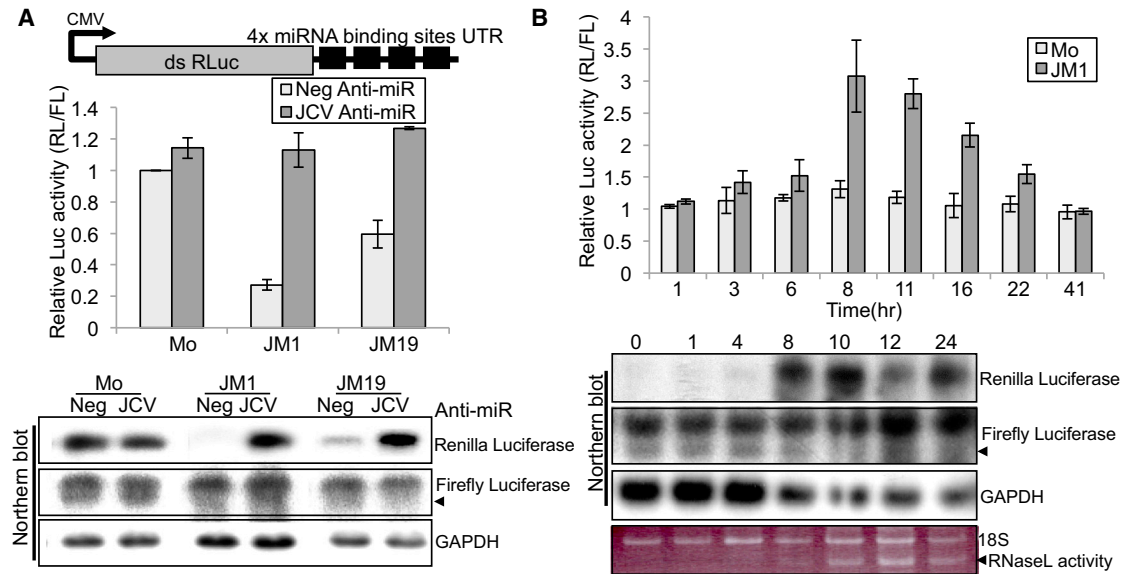 A
CMV
4x miRNA binding sites UTR
ds RLuc
Neg Anti-miR
JCV Anti-miR
Relative Luc activity (RL/FL)
1.4
1.2
1
0.8
0.6
0.4
0.2
0
Mo JM1 JM19
Mo JM1 JM19
Neg JCV Neg JCV Neg JCV Anti-miR
Northern blot
Renilla Luciferase
Firefly Luciferase
GAPDH
B
Mo
JM1
Relative Luc activity (RL/FL)
4
3.5
3
2.5
2
1.5
1
0.5
0
1 3 6 8 11 16 22 41
Time(hr)
0 1 4 8 10 12 24
Northern blot
Renilla Luciferase
Firefly Luciferase
GAPDH
18S
RNaseL activity